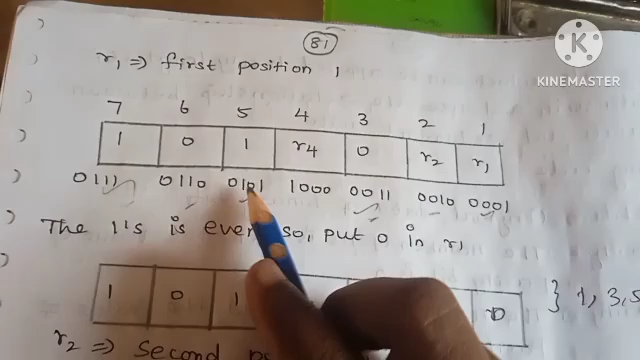 81
r₁ ⇒ first position 1
7 6 5 4 3 2 1
1 0 1 r4 0 r₂ r₁
0111 0110 0101 1000 0011 0010 0001
The 1's is even so, put 0 in r₁
1 0 1 0 } 1, 3, 5
r₂ ⇒ Second
K
KINEMASTER